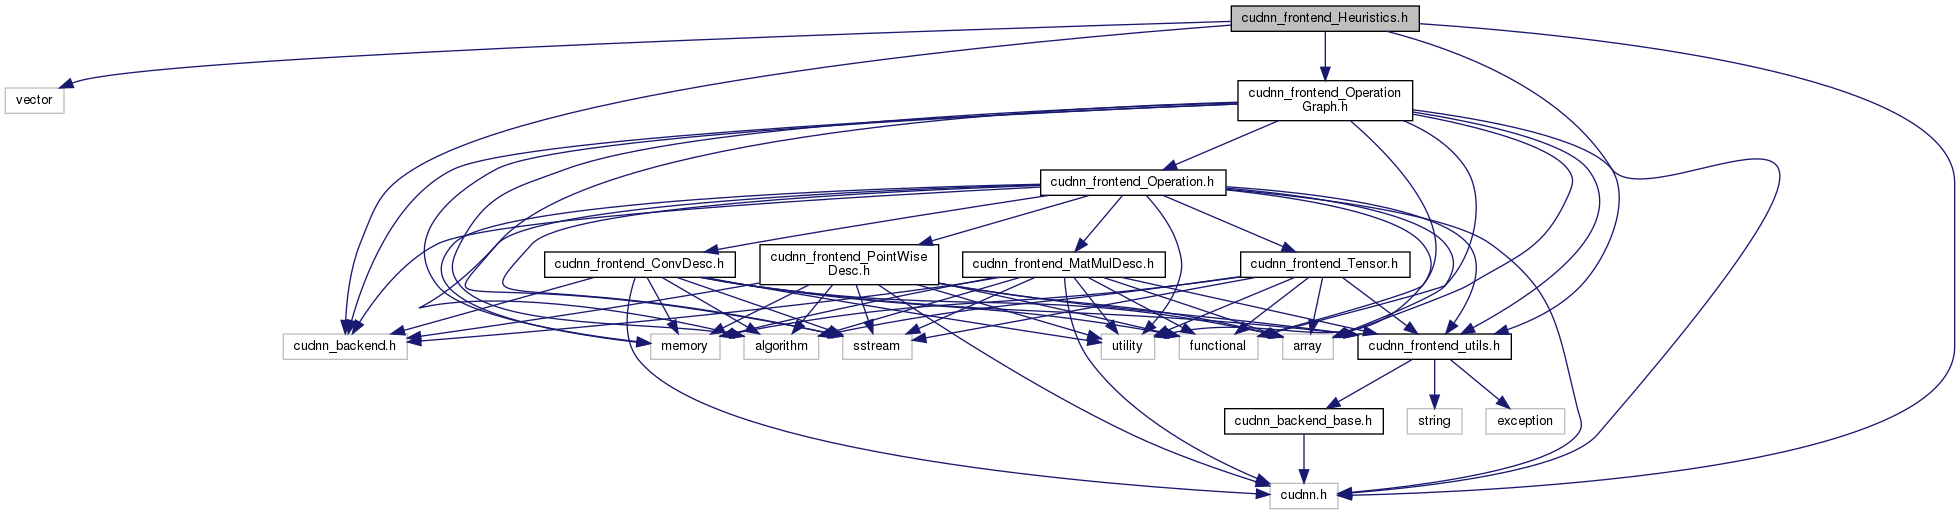 cudnn_frontend_Heuristics.h
vector
cudnn_frontend_Operation
Graph.h
cudnn_frontend_Operation.h
cudnn_frontend_ConvDesc.h
cudnn_frontend_PointWise
Desc.h
cudnn_frontend_MatMulDesc.h
cudnn_frontend_Tensor.h
cudnn_backend.h
memory
algorithm
sstream
utility
functional
array
cudnn_frontend_utils.h
cudnn_backend_base.h
string
exception
cudnn.h